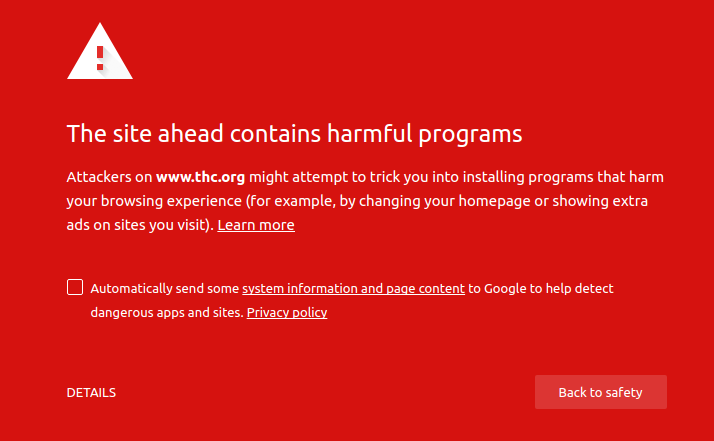 The site ahead contains harmful programs
Attackers on www.thc.org might attempt to trick you into installing programs that harm
your browsing experience (for example, by changing your homepage or showing extra
ads on sites you visit). Learn more
Automatically send some system information and page content to Google to help detect
dangerous apps and sites. Privacy policy
DETAILS
Back to safety